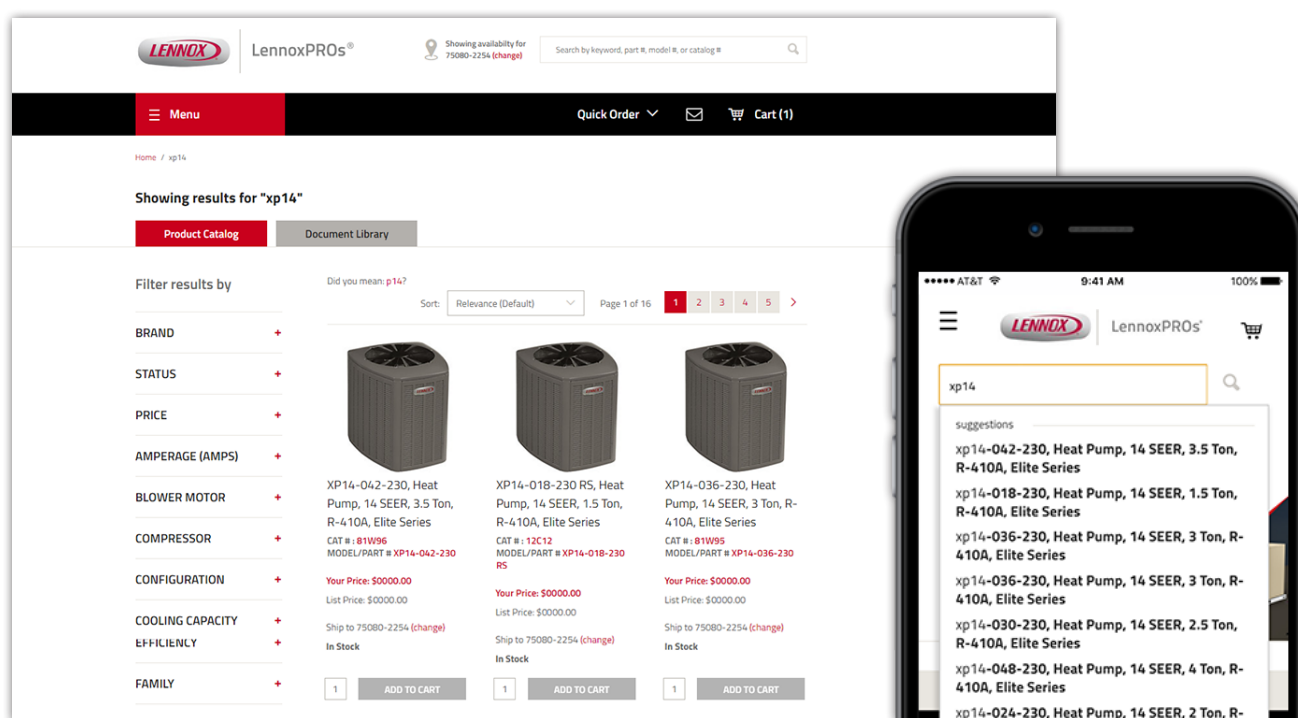 LENNOX
LennoxPROs®
Showing availabilty for
75080-2254 (change)
Search by keyword, part #, model #, or catalog #
Menu
Quick Order
Cart (1)
Home / xp14
Showing results for "xp14"
Product Catalog
Document Library
Filter results by
BRAND +
STATUS +
PRICE +
AMPERAGE (AMPS) +
BLOWER MOTOR +
COMPRESSOR +
CONFIGURATION +
COOLING CAPACITY +
EFFICIENCY +
FAMILY +
Did you mean: p14?
Sort: Relevance (Default)
Page 1 of 16
1 2 3 4 5 >
LENNOX
XP14-042-230, Heat
Pump, 14 SEER, 3.5 Ton,
R-410A, Elite Series
CAT # : 81W96
MODEL/PART # XP14-042-230
Your Price: $0000.00
List Price: $0000.00
Ship to 75080-2254 (change)
In Stock
1 ADD TO CART
LENNOX
XP14-018-230 RS, Heat
Pump, 14 SEER, 1.5 Ton,
R-410A, Elite Series
CAT # : 12C12
MODEL/PART # XP14-018-230
RS
Your Price: $0000.00
List Price: $0000.00
Ship to 75080-2254 (change)
In Stock
1 ADD TO CART
LENNOX
XP14-036-230, Heat
Pump, 14 SEER, 3 Ton, R-
410A, Elite Series
CAT # : 81W95
MODEL/PART # XP14-036-230
Your Price: $0000.00
List Price: $0000.00
Ship to 75080-2254 (change)
In Stock
1 ADD TO CART
AT&T 9:41 AM 100%
LENNOX
LennoxPROs®
xp14
suggestions
xp14-042-230, Heat Pump, 14 SEER, 3.5 Ton,
R-410A, Elite Series
xp14-018-230, Heat Pump, 14 SEER, 1.5 Ton,
R-410A, Elite Series
xp14-036-230, Heat Pump, 14 SEER, 3 Ton, R-
410A, Elite Series
xp14-036-230, Heat Pump, 14 SEER, 3 Ton, R-
410A, Elite Series
xp14-030-230, Heat Pump, 14 SEER, 2.5 Ton,
R-410A, Elite Series
xp14-048-230, Heat Pump, 14 SEER, 4 Ton, R-
410A, Elite Series
xp14-024-230, Heat Pump, 14 SEER, 2 Ton, R-